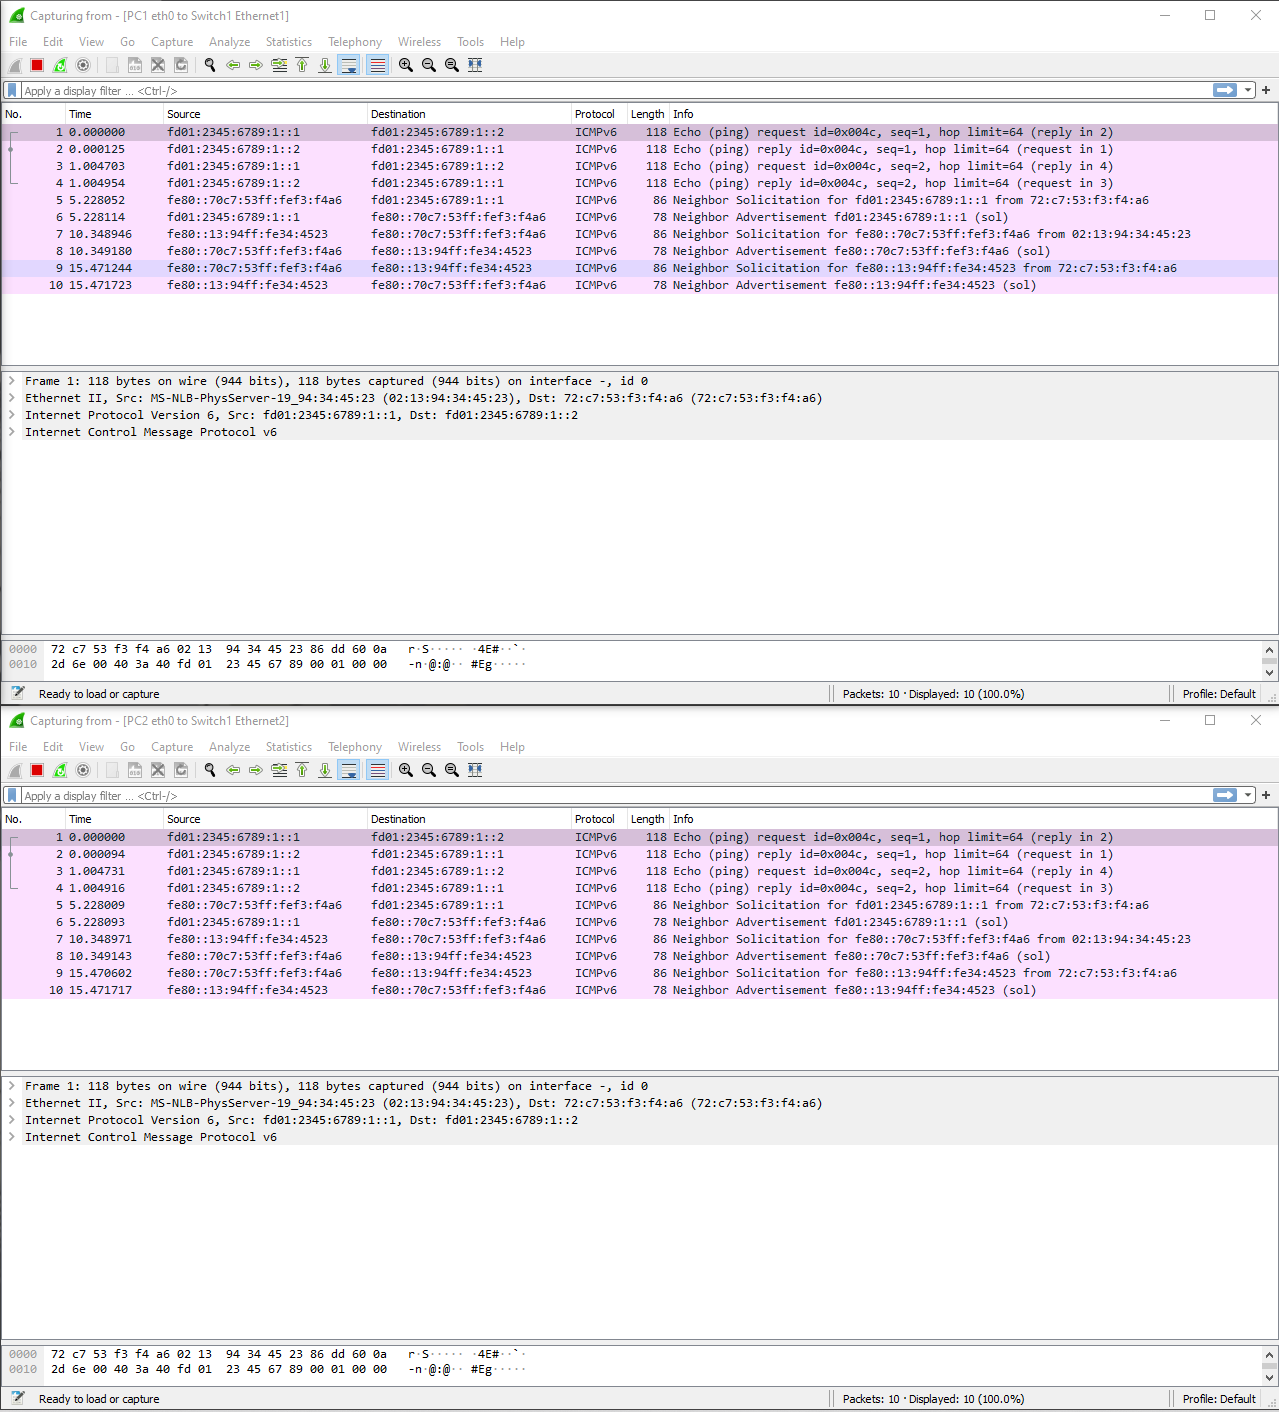 Capturing from - [PC1 eth0 to Switch1 Ethernet1]
File Edit View Go Capture Analyze Statistics Telephony Wireless Tools Help
Apply a display filter ... <Ctrl-/>
No. Time Source Destination Protocol Length Info
1 0.000000 fd01:2345:6789:1::1 fd01:2345:6789:1::2 ICMPv6 118 Echo (ping) request id=0x004c, seq=1, hop limit=64 (reply in 2)
2 0.000125 fd01:2345:6789:1::2 fd01:2345:6789:1::1 ICMPv6 118 Echo (ping) reply id=0x004c, seq=1, hop limit=64 (request in 1)
3 1.004703 fd01:2345:6789:1::1 fd01:2345:6789:1::2 ICMPv6 118 Echo (ping) request id=0x004c, seq=2, hop limit=64 (reply in 4)
4 1.004954 fd01:2345:6789:1::2 fd01:2345:6789:1::1 ICMPv6 118 Echo (ping) reply id=0x004c, seq=2, hop limit=64 (request in 3)
5 5.228052 fe80::70c7:53ff:fef3:f4a6 fd01:2345:6789:1::1 ICMPv6 86 Neighbor Solicitation for fd01:2345:6789:1::1 from 72:c7:53:f3:f4:a6
6 5.228114 fd01:2345:6789:1::1 fe80::70c7:53ff:fef3:f4a6 ICMPv6 78 Neighbor Advertisement fd01:2345:6789:1::1 (sol)
7 10.348946 fe80::13:94ff:fe34:4523 fe80::70c7:53ff:fef3:f4a6 ICMPv6 86 Neighbor Solicitation for fe80::70c7:53ff:fef3:f4a6 from 02:13:94:34:45:23
8 10.349180 fe80::70c7:53ff:fef3:f4a6 fe80::13:94ff:fe34:4523 ICMPv6 78 Neighbor Advertisement fe80::70c7:53ff:fef3:f4a6 (sol)
9 15.471244 fe80::70c7:53ff:fef3:f4a6 fe80::13:94ff:fe34:4523 ICMPv6 86 Neighbor Solicitation for fe80::13:94ff:fe34:4523 from 72:c7:53:f3:f4:a6
10 15.471723 fe80::13:94ff:fe34:4523 fe80::70c7:53ff:fef3:f4a6 ICMPv6 78 Neighbor Advertisement fe80::13:94ff:fe34:4523 (sol)
Frame 1: 118 bytes on wire (944 bits), 118 bytes captured (944 bits) on interface -, id 0
Ethernet II, Src: MS-NLB-PhysServer-19_94:34:45:23 (02:13:94:34:45:23), Dst: 72:c7:53:f3:f4:a6 (72:c7:53:f3:f4:a6)
Internet Protocol Version 6, Src: fd01:2345:6789:1::1, Dst: fd01:2345:6789:1::2
Internet Control Message Protocol v6
0000 72 c7 53 f3 f4 a6 02 13 94 34 45 23 86 dd 60 0a r·S····· ·4E#··`·
0010 2d 6e 00 40 3a 40 fd 01 23 45 67 89 00 01 00 00 -n·@:@·· #Eg·····
Ready to load or capture Packets: 10 · Displayed: 10 (100.0%) Profile: Default
Capturing from - [PC2 eth0 to Switch1 Ethernet2]
File Edit View Go Capture Analyze Statistics Telephony Wireless Tools Help
Apply a display filter ... <Ctrl-/>
No. Time Source Destination Protocol Length Info
1 0.000000 fd01:2345:6789:1::1 fd01:2345:6789:1::2 ICMPv6 118 Echo (ping) request id=0x004c, seq=1, hop limit=64 (reply in 2)
2 0.000094 fd01:2345:6789:1::2 fd01:2345:6789:1::1 ICMPv6 118 Echo (ping) reply id=0x004c, seq=1, hop limit=64 (request in 1)
3 1.004731 fd01:2345:6789:1::1 fd01:2345:6789:1::2 ICMPv6 118 Echo (ping) request id=0x004c, seq=2, hop limit=64 (reply in 4)
4 1.004916 fd01:2345:6789:1::2 fd01:2345:6789:1::1 ICMPv6 118 Echo (ping) reply id=0x004c, seq=2, hop limit=64 (request in 3)
5 5.228009 fe80::70c7:53ff:fef3:f4a6 fd01:2345:6789:1::1 ICMPv6 86 Neighbor Solicitation for fd01:2345:6789:1::1 from 72:c7:53:f3:f4:a6
6 5.228093 fd01:2345:6789:1::1 fe80::70c7:53ff:fef3:f4a6 ICMPv6 78 Neighbor Advertisement fd01:2345:6789:1::1 (sol)
7 10.348971 fe80::13:94ff:fe34:4523 fe80::70c7:53ff:fef3:f4a6 ICMPv6 86 Neighbor Solicitation for fe80::70c7:53ff:fef3:f4a6 from 02:13:94:34:45:23
8 10.349143 fe80::70c7:53ff:fef3:f4a6 fe80::13:94ff:fe34:4523 ICMPv6 78 Neighbor Advertisement fe80::70c7:53ff:fef3:f4a6 (sol)
9 15.470602 fe80::70c7:53ff:fef3:f4a6 fe80::13:94ff:fe34:4523 ICMPv6 86 Neighbor Solicitation for fe80::13:94ff:fe34:4523 from 72:c7:53:f3:f4:a6
10 15.471717 fe80::13:94ff:fe34:4523 fe80::70c7:53ff:fef3:f4a6 ICMPv6 78 Neighbor Advertisement fe80::13:94ff:fe34:4523 (sol)
Frame 1: 118 bytes on wire (944 bits), 118 bytes captured (944 bits) on interface -, id 0
Ethernet II, Src: MS-NLB-PhysServer-19_94:34:45:23 (02:13:94:34:45:23), Dst: 72:c7:53:f3:f4:a6 (72:c7:53:f3:f4:a6)
Internet Protocol Version 6, Src: fd01:2345:6789:1::1, Dst: fd01:2345:6789:1::2
Internet Control Message Protocol v6
0000 72 c7 53 f3 f4 a6 02 13 94 34 45 23 86 dd 60 0a r·S····· ·4E#··`·
0010 2d 6e 00 40 3a 40 fd 01 23 45 67 89 00 01 00 00 -n·@:@·· #Eg·····
Ready to load or capture Packets: 10 · Displayed: 10 (100.0%) Profile: Default